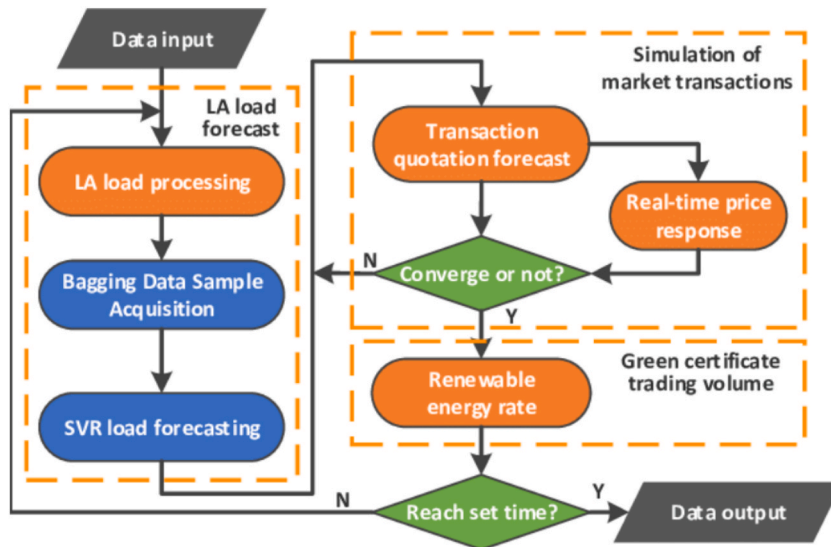 Data input
LA load
forecast
LA load processing
Bagging Data Sample
Acquisition
SVR load forecasting
Simulation of
market transactions
Transaction
quotation forecast
Real-time price
response
N
Converge or not?
Y
Green certificate
trading volume
Renewable
energy rate
N
Reach set time?
Y
Data output